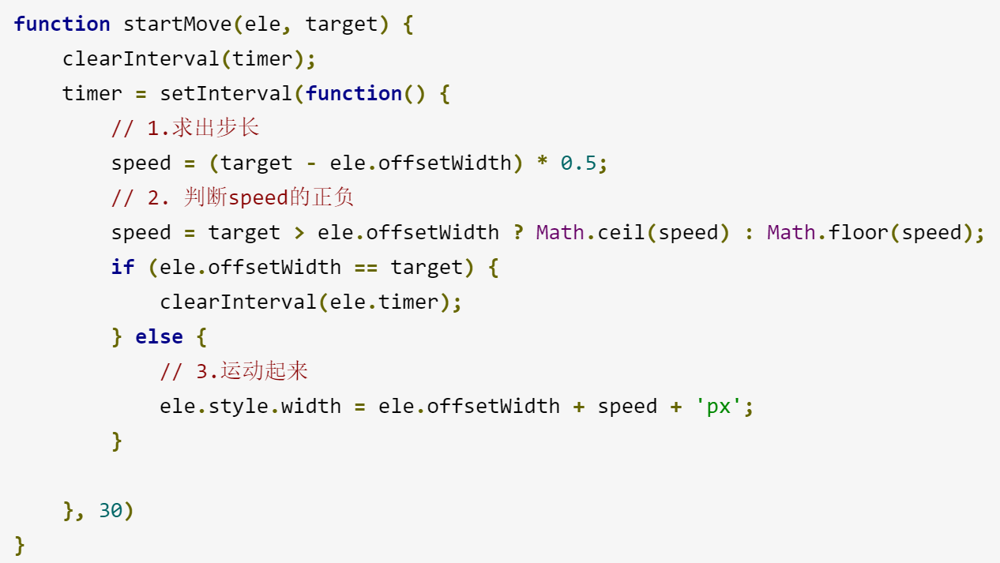 function startMove(ele, target) {
    clearInterval(timer);
    timer = setInterval(function() {
        // 1.求出步长
        speed = (target - ele.offsetWidth) * 0.5;
        // 2. 判断speed的正负
        speed = target > ele.offsetWidth ? Math.ceil(speed) : Math.floor(speed);
        if (ele.offsetWidth == target) {
            clearInterval(ele.timer);
        } else {
            // 3.运动起来
            ele.style.width = ele.offsetWidth + speed + 'px';
        }

    }, 30)
}